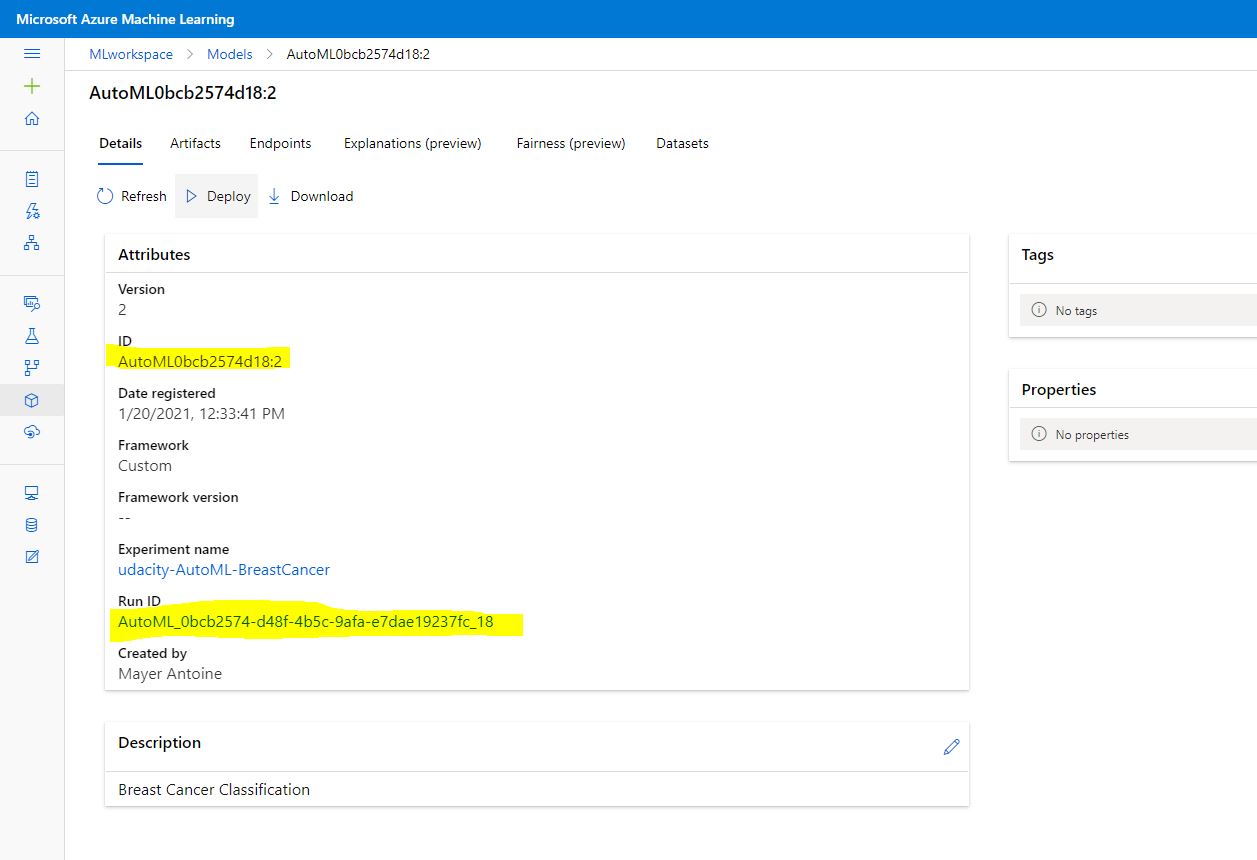 Microsoft Azure Machine Learning
MLworkspace > Models > AutoML0bcb2574d18:2
AutoML0bcb2574d18:2
Details Artifacts Endpoints Explanations (preview) Fairness (preview) Datasets
Refresh Deploy Download
Attributes
Version
2
ID
AutoML0bcb2574d18:2
Date registered
1/20/2021, 12:33:41 PM
Framework
Custom
Framework version
--
Experiment name
udacity-AutoML-BreastCancer
Run ID
AutoML_0bcb2574-d48f-4b5c-9afa-e7dae19237fc_18
Created by
Mayer Antoine
Description
Breast Cancer Classification
Tags
No tags
Properties
No properties